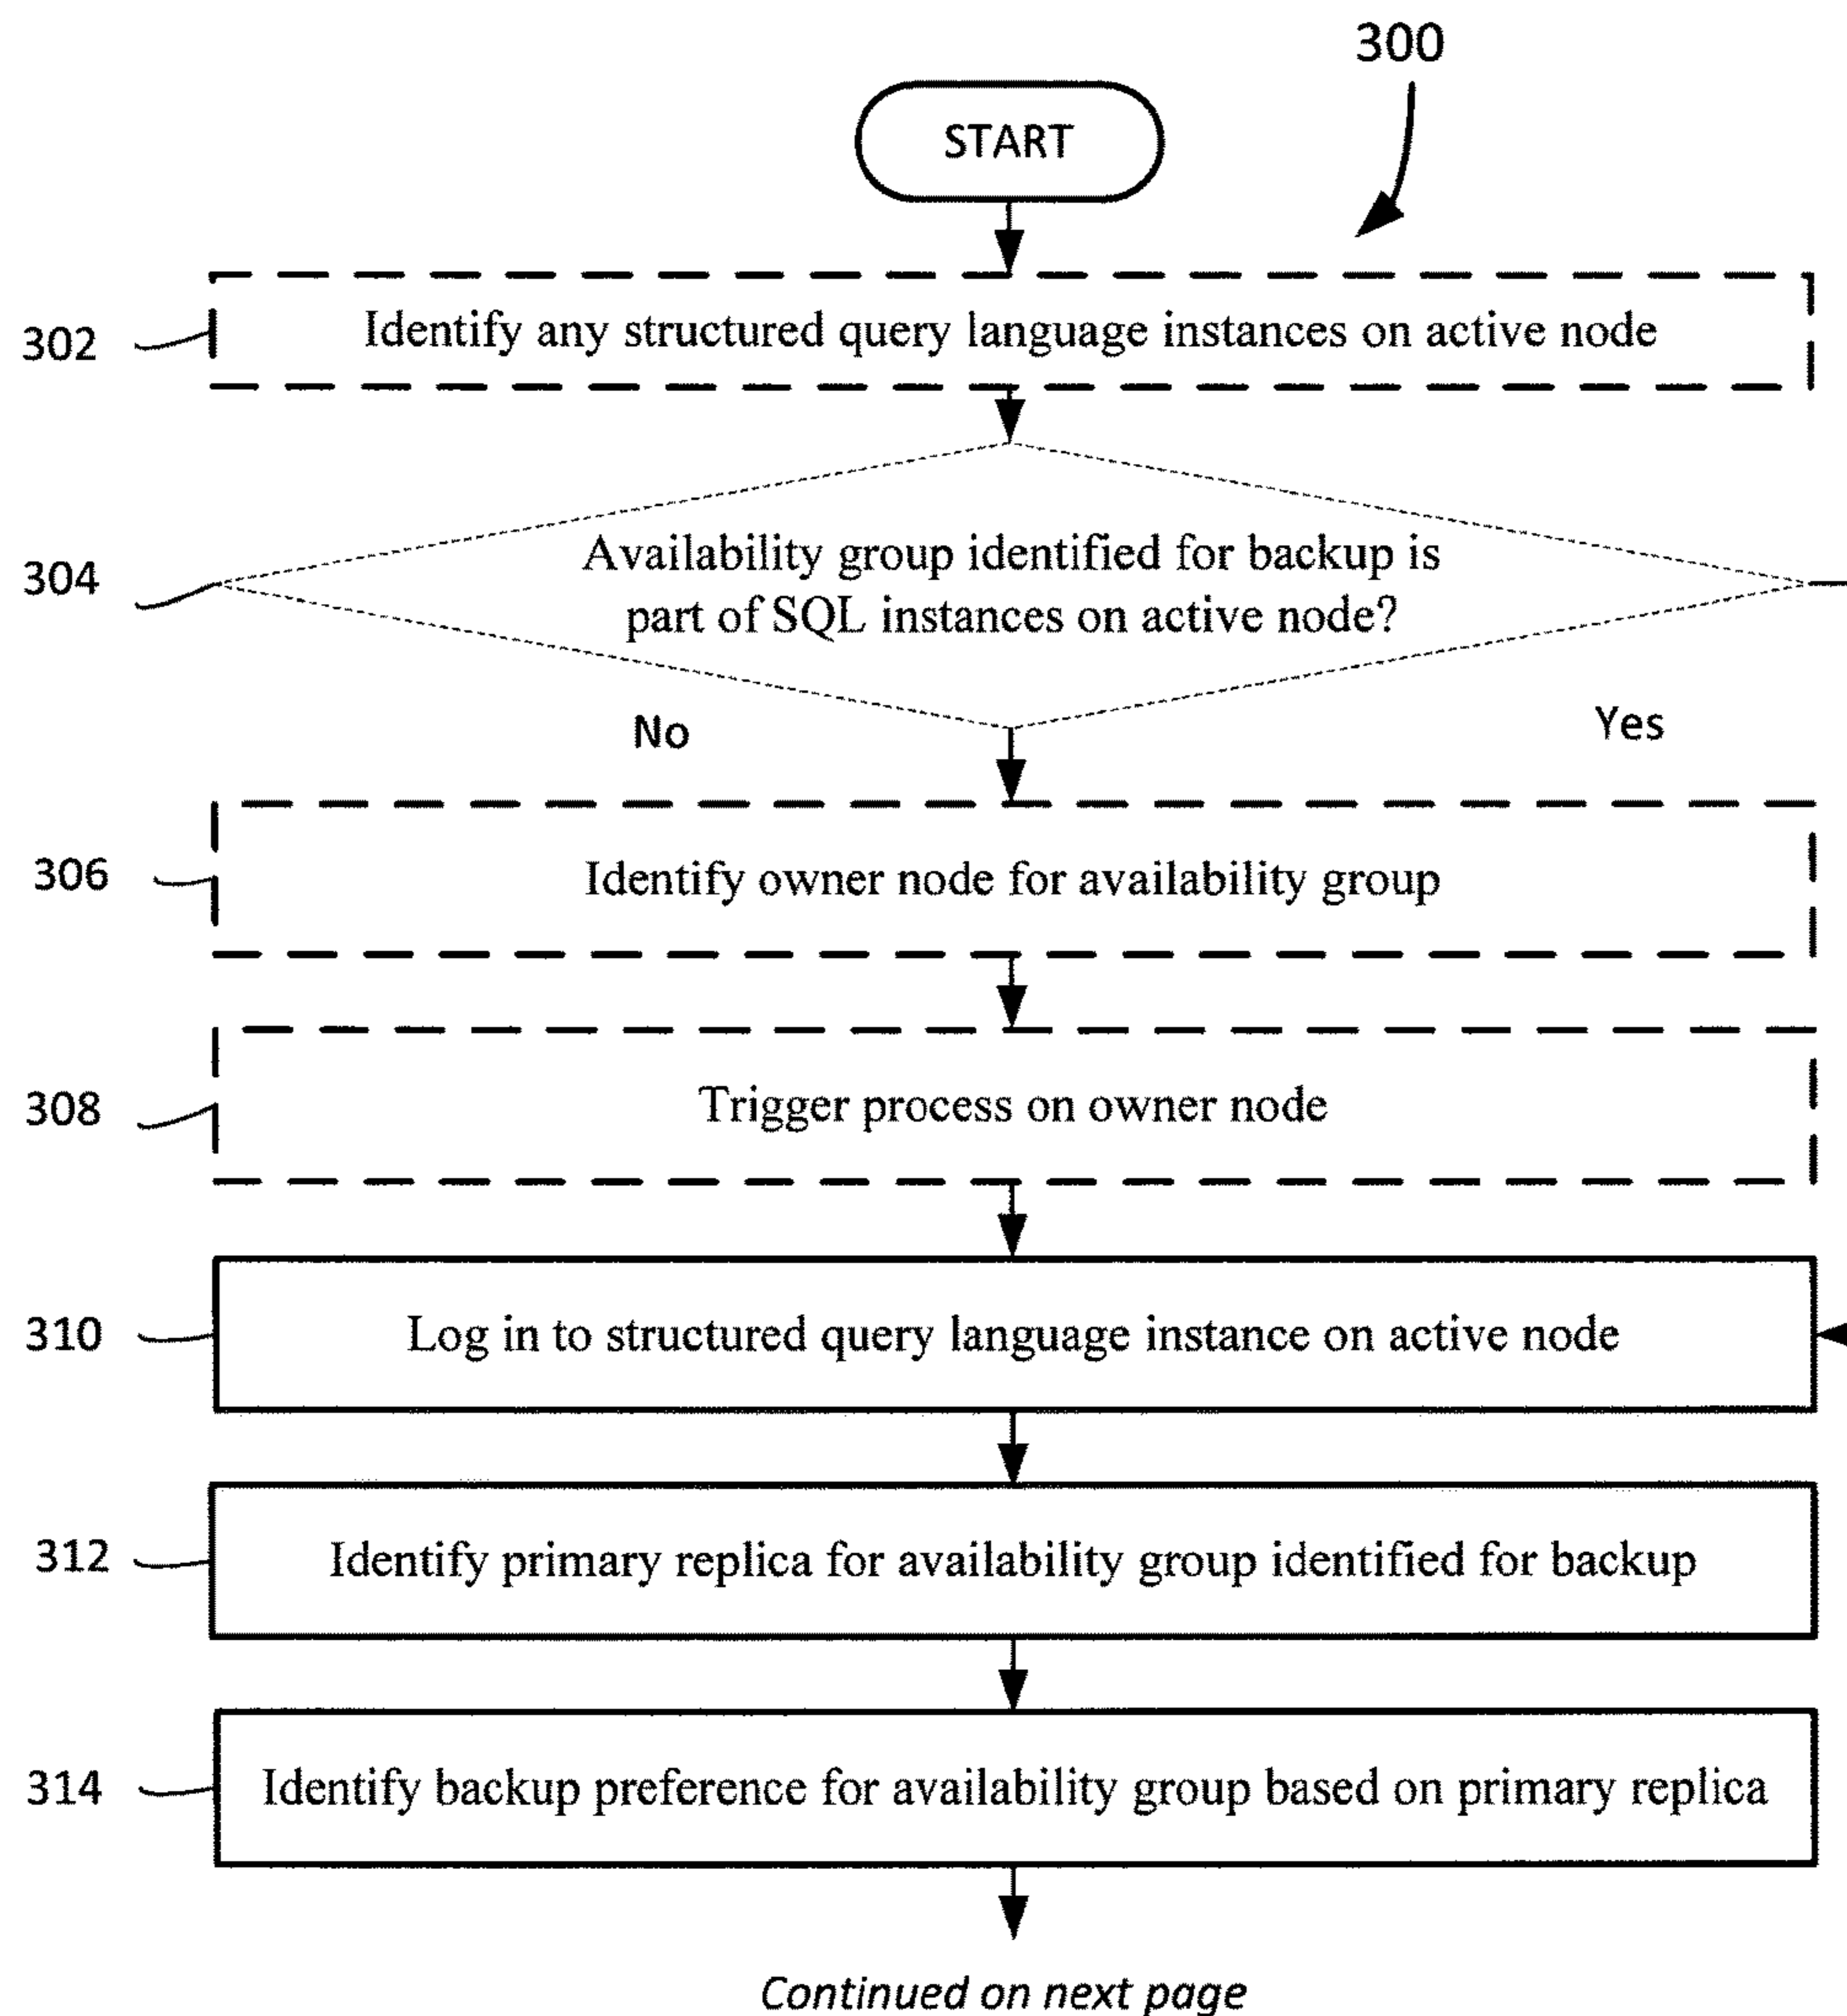 300
START
302
Identify any structured query language instances on active node
304
Availability group identified for backup is
part of SQL instances on active node?
No
Yes
306
Identify owner node for availability group
308
Trigger process on owner node
310
Log in to structured query language instance on active node
312
Identify primary replica for availability group identified for backup
314
Identify backup preference for availability group based on primary replica
Continued on next page